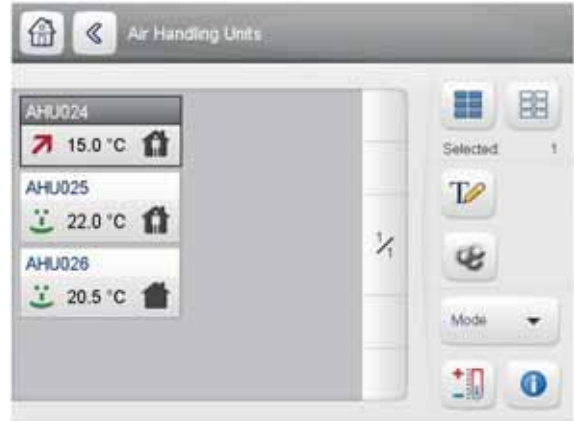 Air Handling Units
AHU024
15.0 °C
AHU025
22.0 °C
AHU026
20.5 °C
1/1
Selected: 1
T
Mode